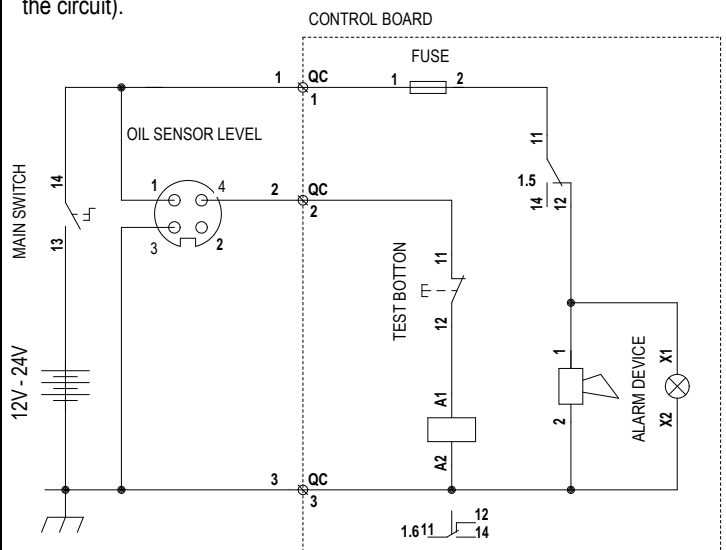 the circuit).
CONTROL BOARD
FUSE
1 QC 1 2
1
OIL SENSOR LEVEL
11
MAIN SWITCH
14
13
1 4
3 2
2 QC
2
1.5
14 12
TEST BOTTON
11
12
12V - 24V
A1
A2
1
2
ALARM DEVICE
X1
X2
3 QC
3
1.6 11 12
14